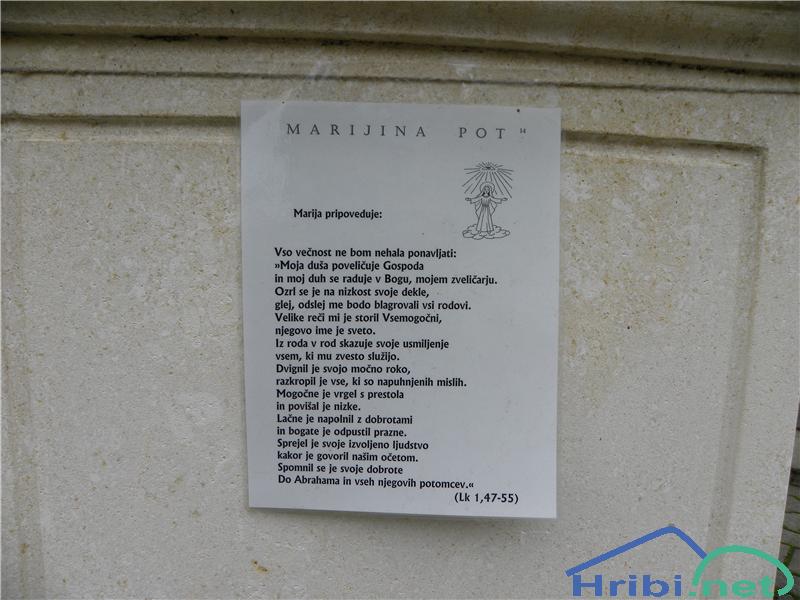 MARIJINA POT 14
Marija pripoveduje:
Vso večnost ne bom nehala ponavljati:
»Moja duša poveličuje Gospoda
in moj duh se raduje v Bogu, mojem zveličarju.
Ozrl se je na nizkost svoje dekle,
glej, odslej me bodo blagrovali vsi rodovi.
Velike reči mi je storil Vsemogočni,
njegovo ime je sveto.
Iz roda v rod skazuje svoje usmiljenje
vsem, ki mu zvesto služijo.
Dvignil je svojo močno roko,
razkropil je vse, ki so napuhnjenih mislih.
Mogočne je vrgel s prestola
in povišal je nizke.
Lačne je napolnil z dobrotami
in bogate je odpustil prazne.
Sprejel je svoje izvoljeno ljudstvo
kakor je govoril našim očetom.
Spomnil se je svoje dobrote
Do Abrahama in vseh njegovih potomcev.«
(Lk 1,47-55)
Hribi.net